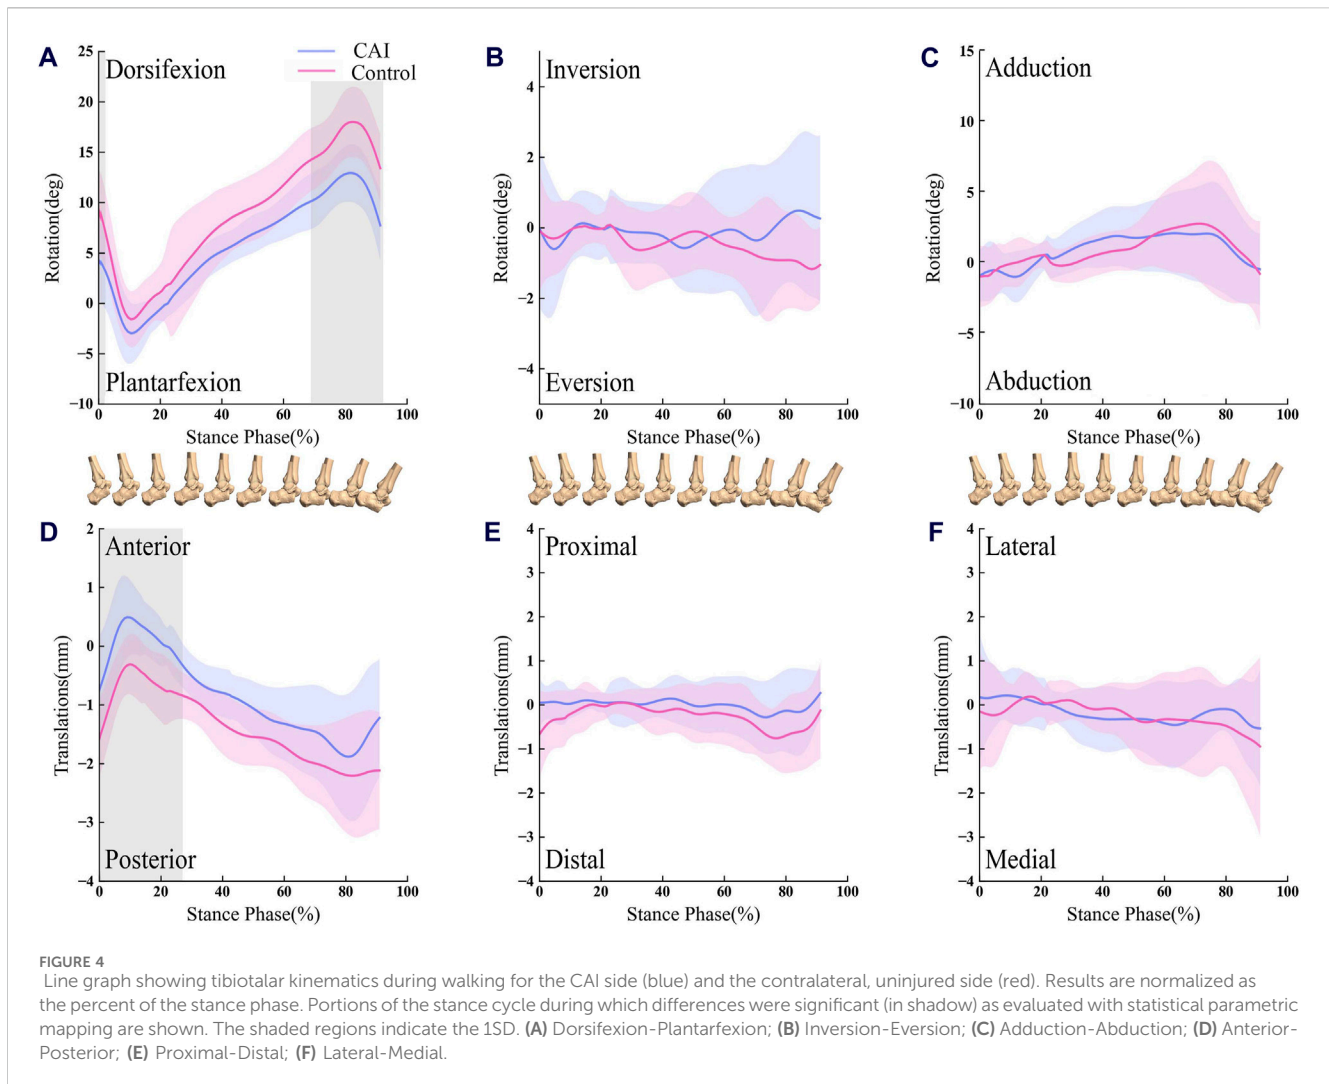 A
CAI
Control
Dorsifexion
Plantarfexion
Rotation(deg)
25
20
15
10
5
0
−5
−10
0 20 40 60 80 100
Stance Phase(%)
B
Inversion
Eversion
Rotation(deg)
4
2
0
−2
−4
0 20 40 60 80 100
Stance Phase(%)
C
Adduction
Abduction
Rotation(deg)
15
10
5
0
−5
−10
0 20 40 60 80 100
Stance Phase(%)
D
Anterior
Posterior
Translations(mm)
2
1
0
−1
−2
−3
−4
0 20 40 60 80 100
Stance Phase(%)
E
Proximal
Distal
Translations(mm)
4
3
2
1
0
−1
−2
−3
−4
0 20 40 60 80 100
Stance Phase(%)
F
Lateral
Medial
Translations(mm)
4
3
2
1
0
−1
−2
−3
−4
0 20 40 60 80 100
Stance Phase(%)
FIGURE 4
Line graph showing tibiotalar kinematics during walking for the CAI side (blue) and the contralateral, uninjured side (red). Results are normalized as
the percent of the stance phase. Portions of the stance cycle during which differences were significant (in shadow) as evaluated with statistical parametric
mapping are shown. The shaded regions indicate the 1SD. (A) Dorsifexion-Plantarfexion; (B) Inversion-Eversion; (C) Adduction-Abduction; (D) Anterior-
Posterior; (E) Proximal-Distal; (F) Lateral-Medial.